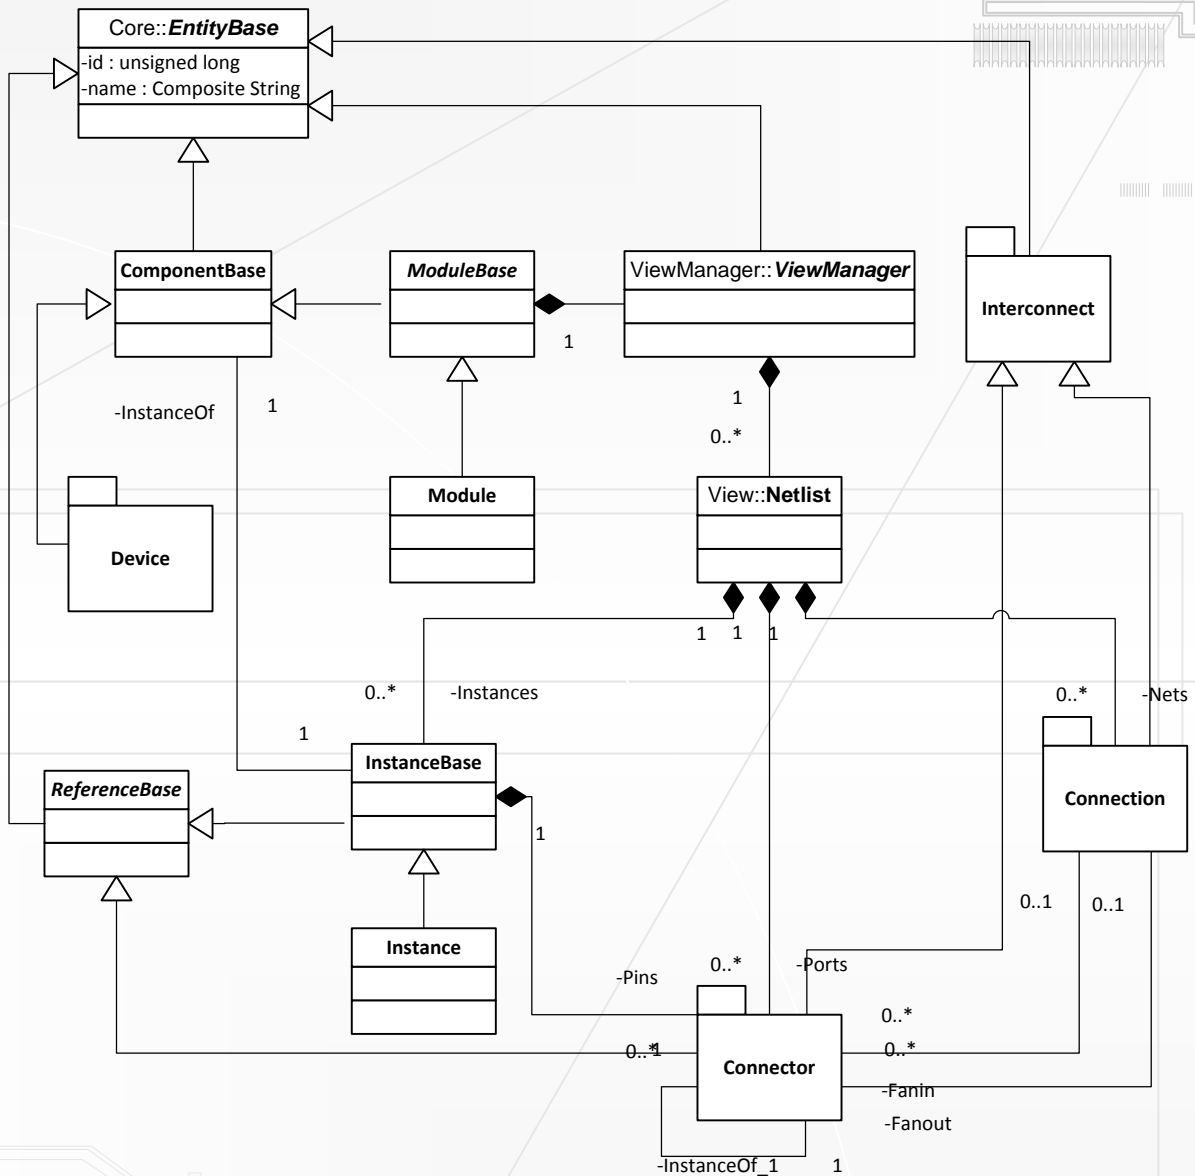 Core::EntityBase
-id : unsigned long
-name : Composite String
ComponentBase
ModuleBase
ViewManager::ViewManager
Interconnect
1
-InstanceOf
1
1
0..*
Module
View::Netlist
Device
1
1
1
0..*
-Instances
0..*
-Nets
1
InstanceBase
ReferenceBase
Connection
1
0..1
0..1
Instance
-Pins
0..*
-Ports
0..*
0..*
1
0..*
Connector
-Fanin
-Fanout
-InstanceOf_1
1